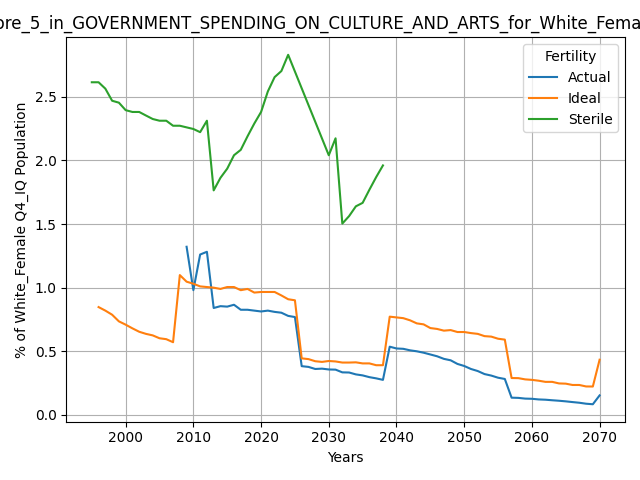 ore_5_in_GOVERNMENT_SPENDING_ON_CULTURE_AND_ARTS_for_White_Fema
Fertility
Actual
Ideal
Sterile
% of White_Female Q4_IQ Population
2.5
2.0
1.5
1.0
0.5
0.0
2000
2010
2020
2030
2040
2050
2060
2070
Years